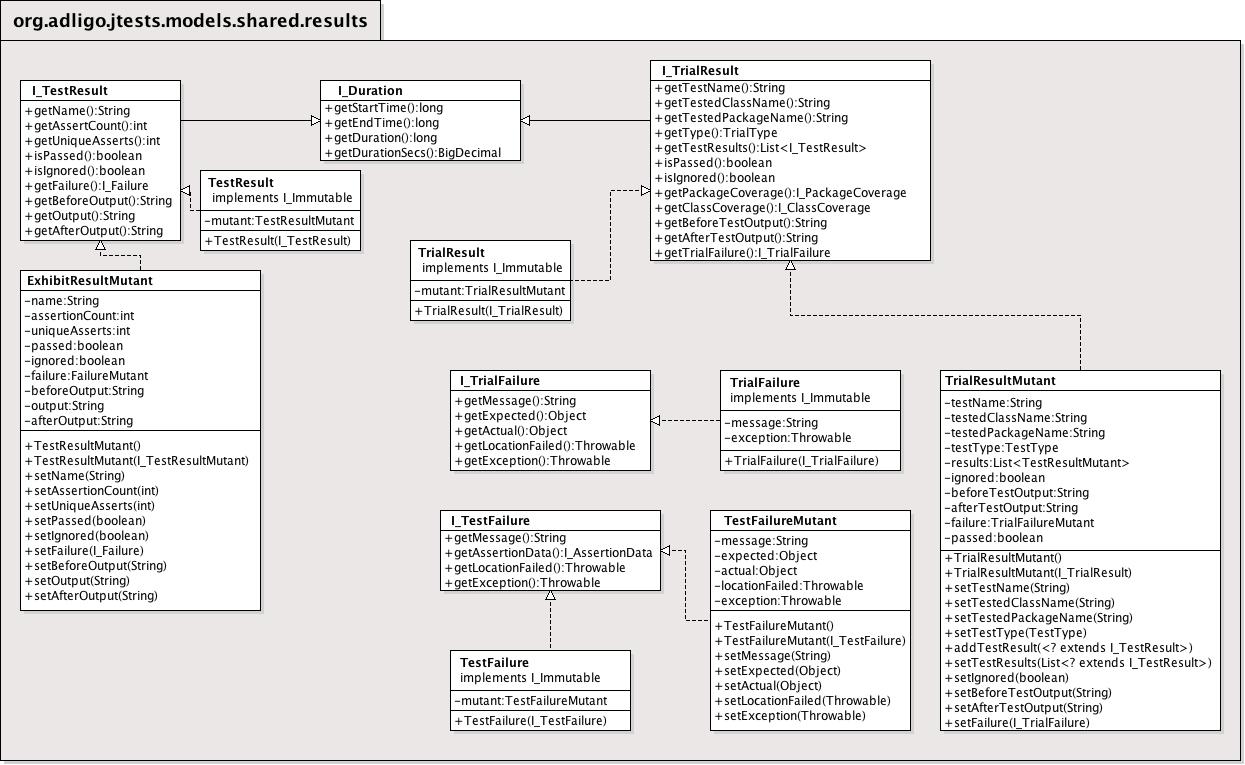 org.adligo.jtests.models.shared.results
I_TestResult
+getName():String
+getAssertCount():int
+getUniqueAsserts():int
+isPassed():boolean
+isIgnored():boolean
+getFailure():I_Failure
+getBeforeOutput():String
+getOutput():String
+getAfterOutput():String
I_Duration
+getStartTime():long
+getEndTime():long
+getDuration():long
+getDurationSecs():BigDecimal
I_TrialResult
+getTestName():String
+getTestedClassName():String
+getTestedPackageName():String
+getType():TrialType
+getTestResults():List<I_TestResult>
+isPassed():boolean
+isIgnored():boolean
+getPackageCoverage():I_PackageCoverage
+getClassCoverage():I_ClassCoverage
+getBeforeTestOutput():String
+getAfterTestOutput():String
+getTrialFailure():I_TrialFailure
TestResult
implements I_Immutable
-mutant:TestResultMutant
+TestResult(I_TestResult)
TrialResult
implements I_Immutable
-mutant:TrialResultMutant
+TrialResult(I_TrialResult)
ExhibitResultMutant
-name:String
-assertionCount:int
-uniqueAsserts:int
-passed:boolean
-ignored:boolean
-failure:FailureMutant
-beforeOutput:String
-output:String
-afterOutput:String
+TestResultMutant()
+TestResultMutant(I_TestResultMutant)
+setName(String)
+setAssertionCount(int)
+setUniqueAsserts(int)
+setPassed(boolean)
+setIgnored(boolean)
+setFailure(I_Failure)
+setBeforeOutput(String)
+setOutput(String)
+setAfterOutput(String)
I_TrialFailure
+getMessage():String
+getExpected():Object
+getActual():Object
+getLocationFailed():Throwable
+getException():Throwable
TrialFailure
implements I_Immutable
-message:String
-exception:Throwable
+TrialFailure(I_TrialFailure)
TrialResultMutant
-testName:String
-testedClassName:String
-testedPackageName:String
-testType:TestType
-results:List<TestResultMutant>
-ignored:boolean
-beforeTestOutput:String
-afterTestOutput:String
-failure:TrialFailureMutant
-passed:boolean
+TrialResultMutant()
+TrialResultMutant(I_TrialResult)
+setTestName(String)
+setTestedClassName(String)
+setTestedPackageName(String)
+setTestType(TestType)
+addTestResult(<? extends I_TestResult>)
+setTestResults(List<? extends I_TestResult>)
+setIgnored(boolean)
+setBeforeTestOutput(String)
+setAfterTestOutput(String)
+setFailure(I_TrialFailure)
I_TestFailure
+getMessage():String
+getAssertionData():I_AssertionData
+getLocationFailed():Throwable
+getException():Throwable
TestFailureMutant
-message:String
-expected:Object
-actual:Object
-locationFailed:Throwable
-exception:Throwable
+TestFailureMutant()
+TestFailureMutant(I_TestFailure)
+setMessage(String)
+setExpected(Object)
+setActual(Object)
+setLocationFailed(Throwable)
+setException(Throwable)
TestFailure
implements I_Immutable
-mutant:TestFailureMutant
+TestFailure(I_TestFailure)